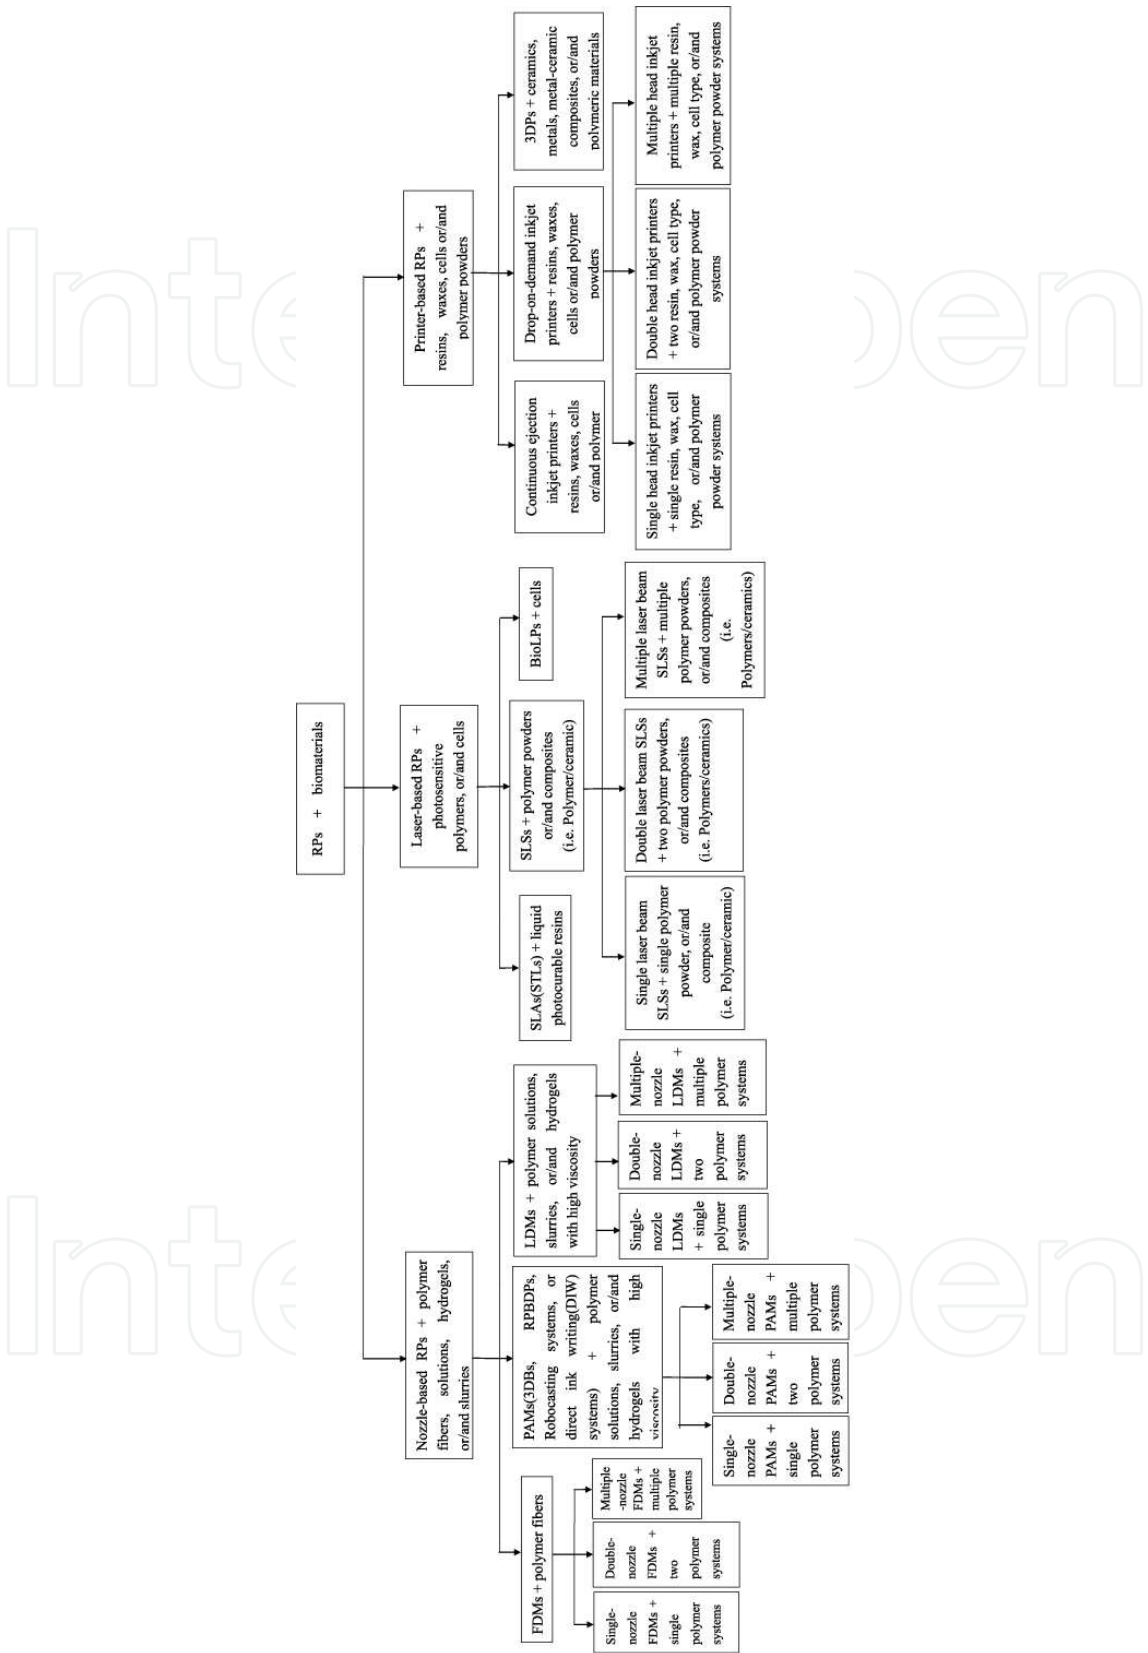 RPs + biomaterials
Nozzle-based RPs + polymer
fibers, solutions, hydrogels,
or/and slurries
Laser-based RPs +
photosensitive
polymers, or/and cells
Printer-based RPs +
resins, waxes, cells or/and
polymer powders
FDMs + polymer fibers
PAMs(3DBs, RPBDPs,
Robocasting systems, or
direct ink writing(DIW)
systems) + polymer
solutions, slurries, or/and
hydrogels with high
viscosity
LDMs + polymer solutions,
slurries, or/and hydrogels
with high viscosity
SLAs(STLs) + liquid
photocurable resins
SLSs + polymer powders
or/and composites
(i.e. Polymer/ceramic)
BioLPs + cells
Continuous ejection
inkjet printers +
resins, waxes, cells
or/and polymer
Drop-on-demand inkjet
printers + resins, waxes,
cells or/and polymer
powders
3DPs + ceramics,
metals, metal-ceramic
composites, or/and
polymeric materials
Single-
nozzle
FDMs +
single
polymer
systems
Double-
nozzle
FDMs +
two
polymer
systems
Multiple
-nozzle
FDMs +
multiple
polymer
systems
Single-
nozzle
PAMs +
single
polymer
systems
Double-
nozzle
PAMs +
two
polymer
systems
Multiple-
nozzle
PAMs +
multiple
polymer
systems
Single-
nozzle
LDMs
+ single
polymer
systems
Double-
nozzle
LDMs +
two
polymer
systems
Multiple-
nozzle
LDMs +
multiple
polymer
systems
Single laser beam
SLSs + single polymer
powder, or/and
composite
(i.e. Polymer/ceramic)
Double laser beam SLSs
+ two polymer powders,
or/and composites
(i.e. Polymers/ceramics)
Multiple laser beam
SLSs + multiple
polymer powders,
or/and composites
(i.e.
Polymers/ceramics)
Single head inkjet printers
+ single resin, wax, cell
type, or/and polymer
powder systems
Double head inkjet printers
+ two resin, wax, cell type,
or/and polymer powder
systems
Multiple head inkjet
printers + multiple resin,
wax, cell type, or/and
polymer powder systems